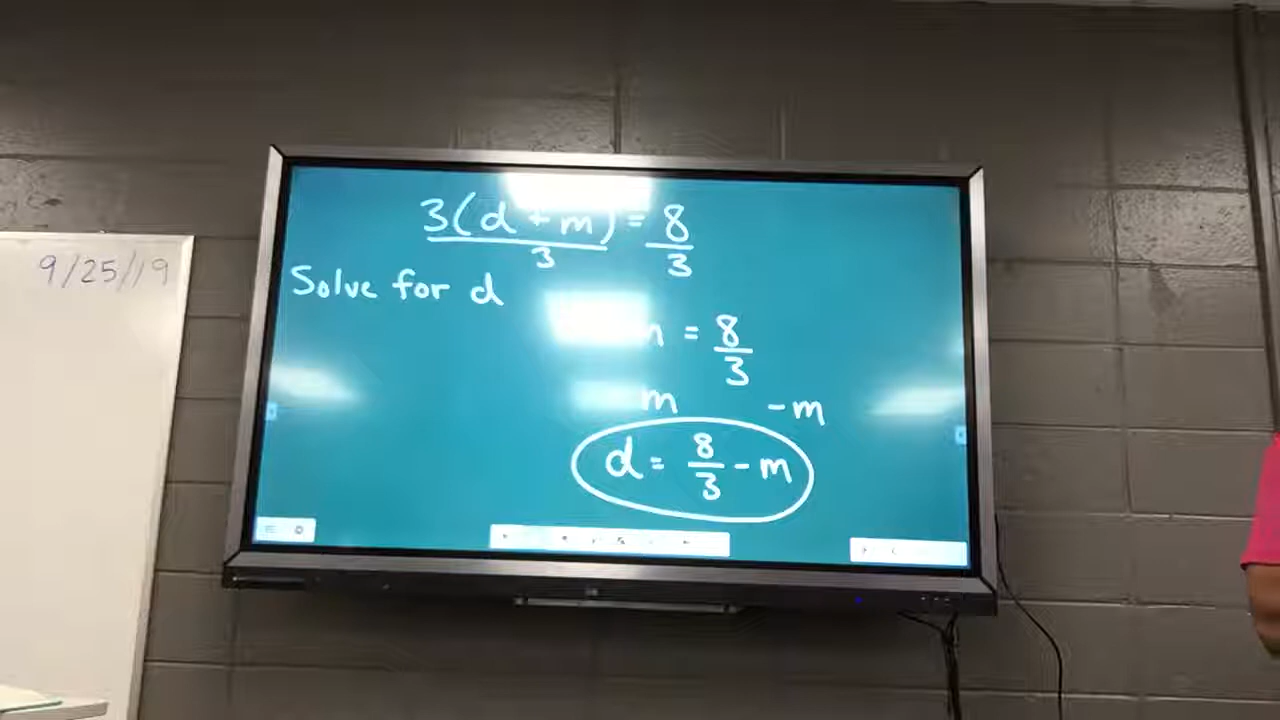 9/25/19
3(d + m) = 8
3 3
Solve for d
m = 8
3
m - m
d = 8/3 - m